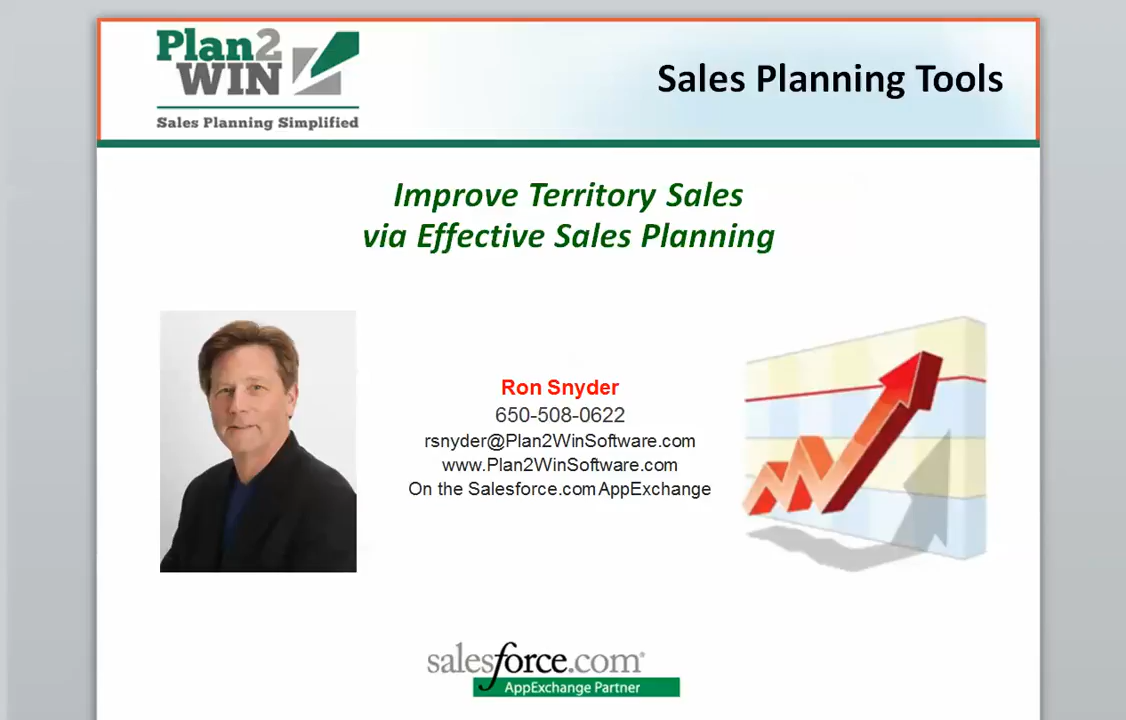 Plan2
WIN
Sales Planning Simplified
Sales Planning Tools
Improve Territory Sales
via Effective Sales Planning
Ron Snyder
650-508-0622
rsnyder@Plan2WinSoftware.com
www.Plan2WinSoftware.com
On the Salesforce.com AppExchange
salesforce.com®
AppExchange Partner